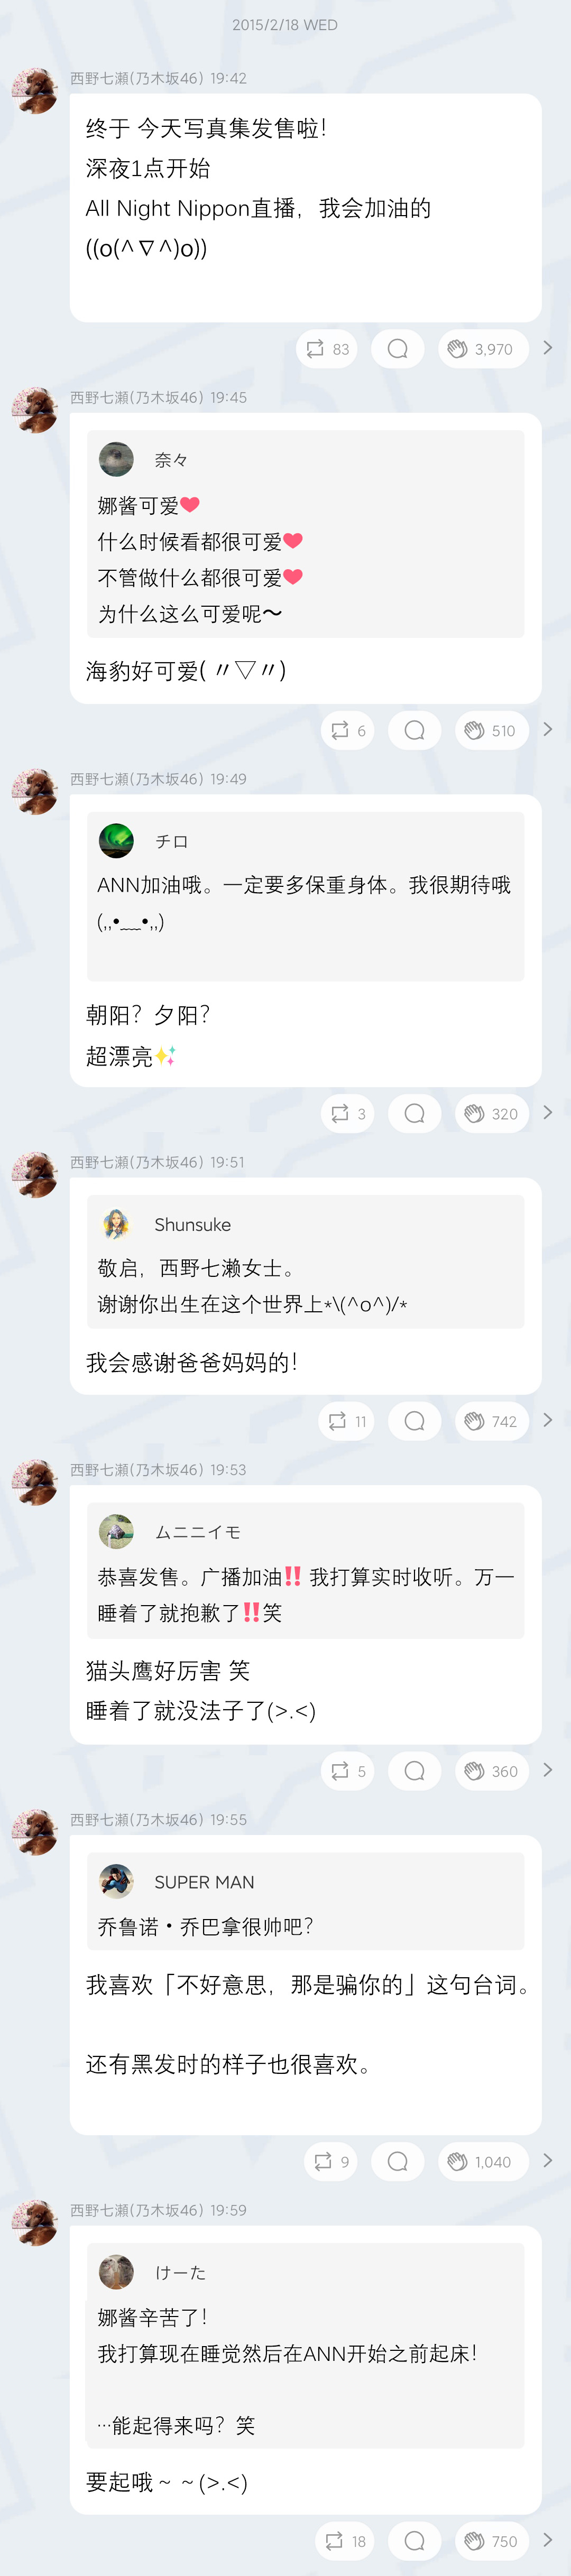 2015/2/18 WED
西野七瀬(乃木坂46) 19:42
终于 今天写真集发售啦！
深夜1点开始
All Night Nippon直播，我会加油的
((o(^∇^)o))
83
3,970
西野七瀬(乃木坂46) 19:45
奈々
娜酱可爱❤
什么时候看都很可爱❤
不管做什么都很可爱❤
为什么这么可爱呢〜
海豹好可爱(〃▽〃)
6
510
西野七瀬(乃木坂46) 19:49
チロ
ANN加油哦。一定要多保重身体。我很期待哦
(,,•﹏•,,)
朝阳？夕阳？
超漂亮✨
3
320
西野七瀬(乃木坂46) 19:51
Shunsuke
敬启，西野七濑女士。
谢谢你出生在这个世界上*\(^o^)/*
我会感谢爸爸妈妈的！
11
742
西野七瀬(乃木坂46) 19:53
ムニニイモ
恭喜发售。广播加油‼ 我打算实时收听。万一
睡着了就抱歉了‼笑
猫头鹰好厉害 笑
睡着了就没法子了(>.<)
5
360
西野七瀬(乃木坂46) 19:55
SUPER MAN
乔鲁诺・乔巴拿很帅吧？
我喜欢「不好意思，那是骗你的」这句台词。
还有黑发时的样子也很喜欢。
9
1,040
西野七瀬(乃木坂46) 19:59
けーた
娜酱辛苦了！
我打算现在睡觉然后在ANN开始之前起床！
…能起得来吗？笑
要起哦～～(>.<)
18
750